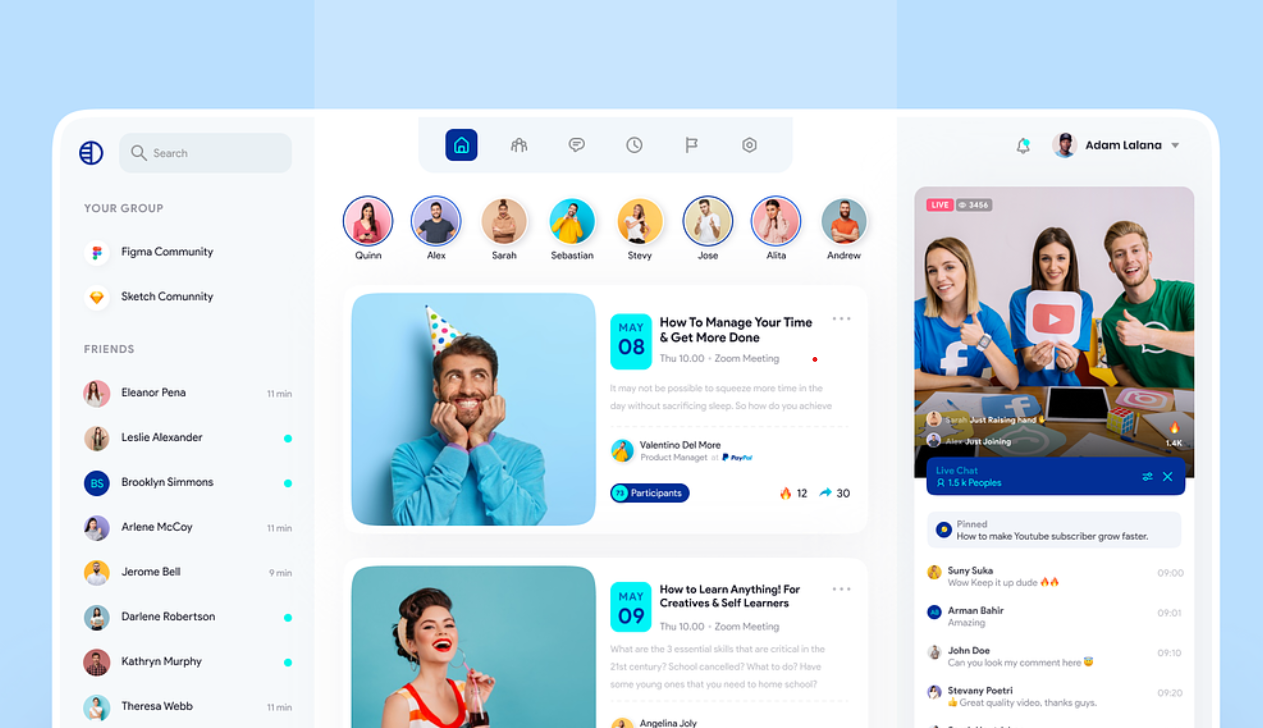 Search
YOUR GROUP
Figma Community
Sketch Comunnity
FRIENDS
Eleanor Pena 11 min
Leslie Alexander
BS Brooklyn Simmons
Arlene McCoy 11 min
Jerome Bell 9 min
Darlene Robertson
Kathryn Murphy
Theresa Webb 11 min
Quinn Alex Sarah Sebastian Stevy Jose Alita Andrew
MAY
08
How To Manage Your Time
& Get More Done
Thu 10.00 • Zoom Meeting
It may not be possible to squeeze more time in the
day without sacrificing sleep. So how do you achieve
Valentino Del More
Product Managet at PayPal
73 Participants
🔥 12 30
MAY
09
How to Learn Anything! For
Creatives & Self Learners
Thu 10.00 • Zoom Meeting
What are the 3 essential skills that are critical in the
21st century? School cancelled? What to do? Have
some young ones that you need to home school?
Angelina Joly
Adam Lalana
LIVE 3456
Sarah Just Raising hand ✋
Alex Just Joining
🔥
1.4K
Live Chat
1.5 k Peoples
Pinned
How to make Youtube subscriber grow faster.
Suny Suka 09:00
Wow Keep it up dude 🔥🔥
AB Arman Bahir 09:01
Amazing
John Doe 09:10
Can you look my comment here 😇
Stevany Poetri 09:20
👍 Great quality video, thanks guys.